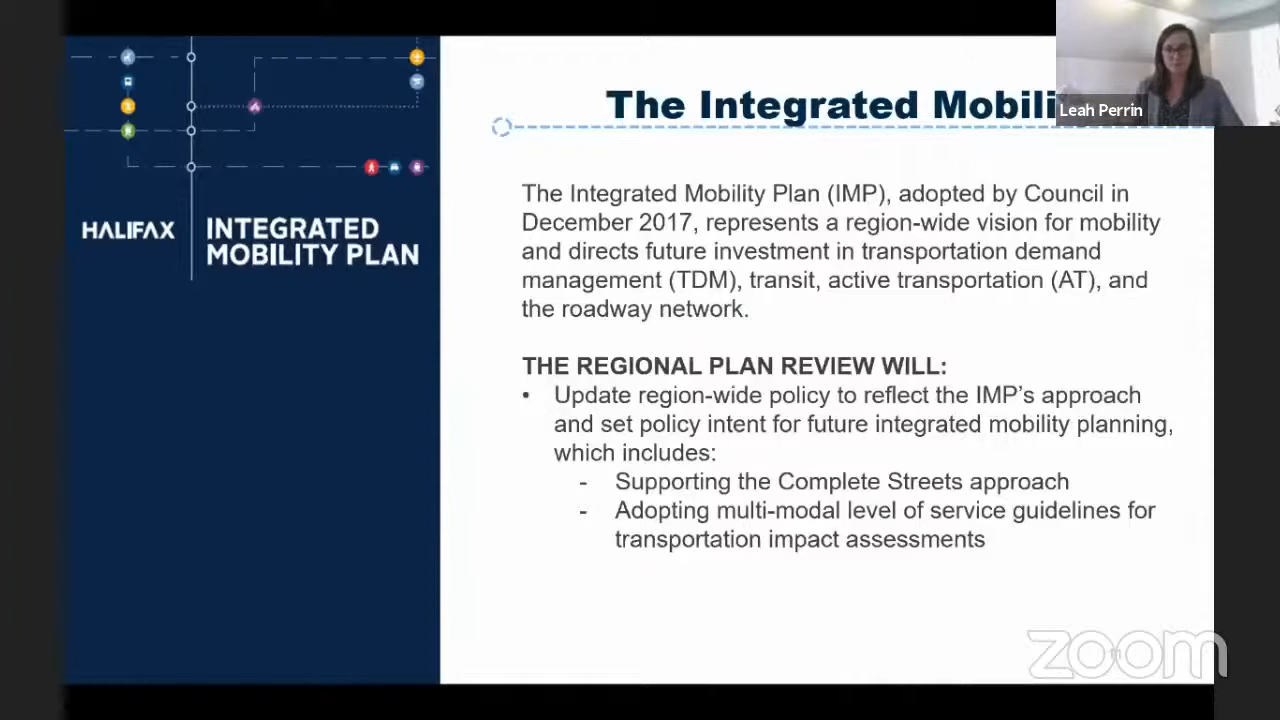 The Integrated Mobili
Leah Perrin
HALIFAX
INTEGRATED
MOBILITY PLAN
The Integrated Mobility Plan (IMP), adopted by Council in
December 2017, represents a region-wide vision for mobility
and directs future investment in transportation demand
management (TDM), transit, active transportation (AT), and
the roadway network.
THE REGIONAL PLAN REVIEW WILL:
• Update region-wide policy to reflect the IMP’s approach
and set policy intent for future integrated mobility planning,
which includes:
- Supporting the Complete Streets approach
- Adopting multi-modal level of service guidelines for
transportation impact assessments
zoom